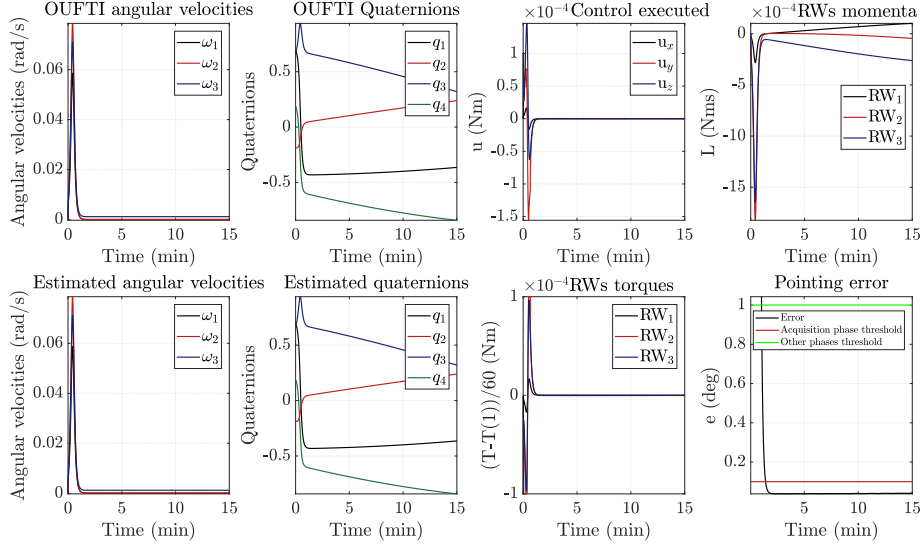 OUFTI angular velocities
Angular velocities (rad/s)
0.06
0.04
0.02
0
0
5
10
15
Time (min)
ω1
ω2
ω3
OUFTI Quaternions
Quaternions
0.5
0
-0.5
0
5
10
15
Time (min)
q1
q2
q3
q4
×10-4 Control executed
u (Nm)
1
0.5
0
-0.5
-1
-1.5
0
5
10
15
Time (min)
ux
uy
uz
×10-4 RWs momenta
L (Nms)
0
-5
-10
-15
0
5
10
15
Time (min)
RW1
RW2
RW3
Estimated angular velocities
Angular velocities (rad/s)
0.06
0.04
0.02
0
0
5
10
15
Time (min)
ω1
ω2
ω3
Estimated quaternions
Quaternions
0.5
0
-0.5
0
5
10
15
Time (min)
q1
q2
q3
q4
×10-4 RWs torques
(T-T(1))/60 (Nm)
1
0
-1
0
5
10
15
Time (min)
RW1
RW2
RW3
Pointing error
e (deg)
1
0.8
0.6
0.4
0.2
0
5
10
15
Time (min)
Error
Acquisition phase threshold
Other phases threshold